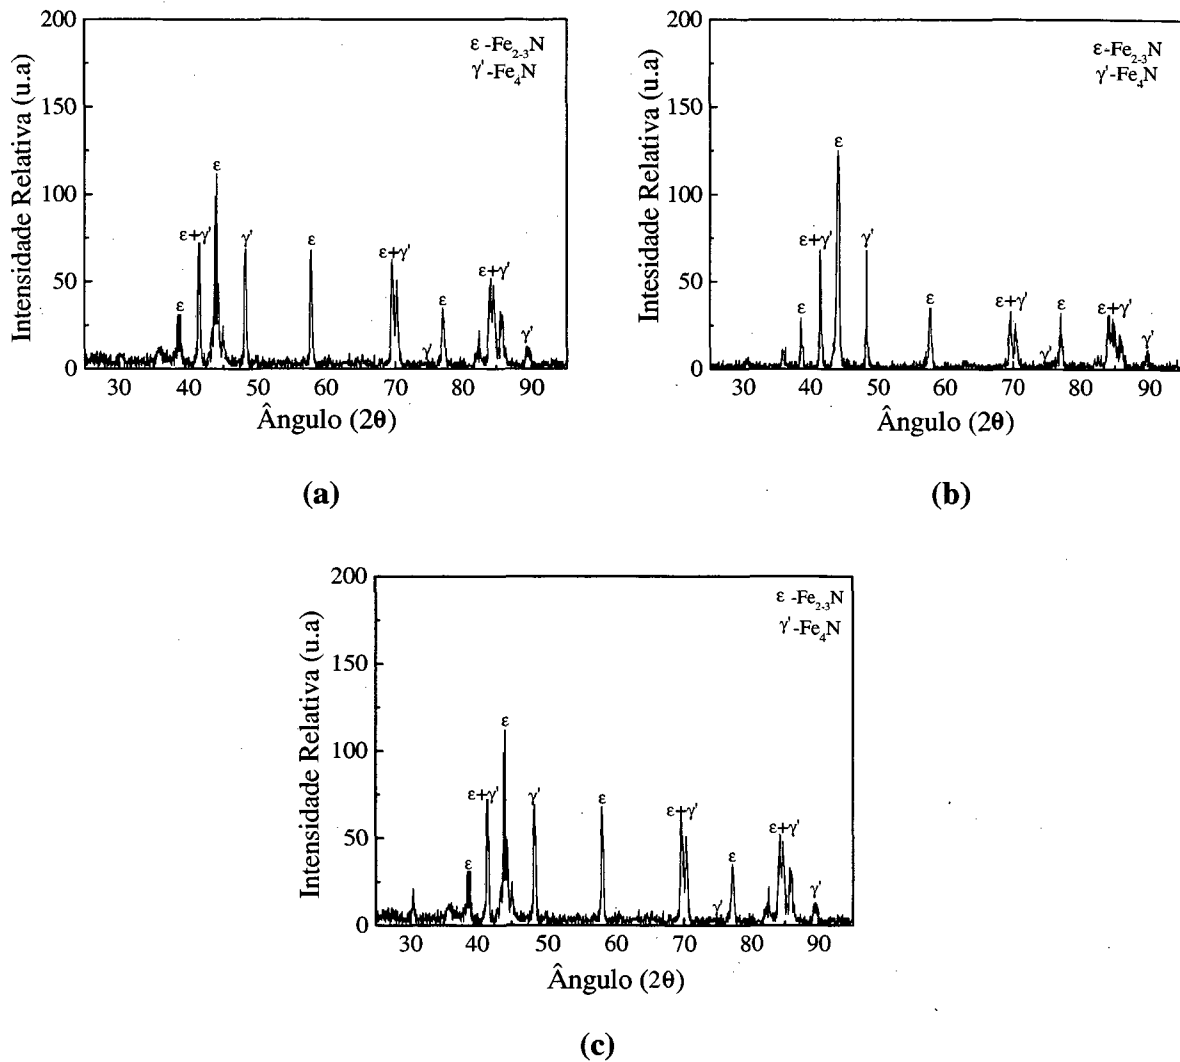 200
150
100
50
0
Intensidade Relativa (u.a)
ε -Fe2-3N
γ'-Fe4N
ε
ε+γ'
ε
γ'
ε
ε+γ'
γ'
ε
ε+γ'
γ'
30 40 50 60 70 80 90
Ângulo (2θ)
(a)
200
150
100
50
0
Intesidade Relativa (u.a)
ε-Fe2-3N
γ'-Fe4N
ε
ε+γ'
ε
γ'
ε
ε+γ'
γ'
ε
ε+γ'
γ'
30 40 50 60 70 80 90
Ângulo (2θ)
(b)
200
150
100
50
0
Intensidade Relativa (u.a)
ε -Fe2-3N
γ'-Fe4N
ε
ε+γ'
ε
γ'
ε
ε+γ'
γ'
ε
ε+γ'
γ'
30 40 50 60 70 80 90
Ângulo (2θ)
(c)